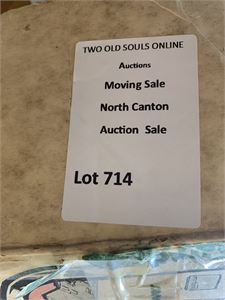 TWO OLD SOULS ONLINE
Auctions
Moving Sale
North Canton
Auction Sale
Lot 714